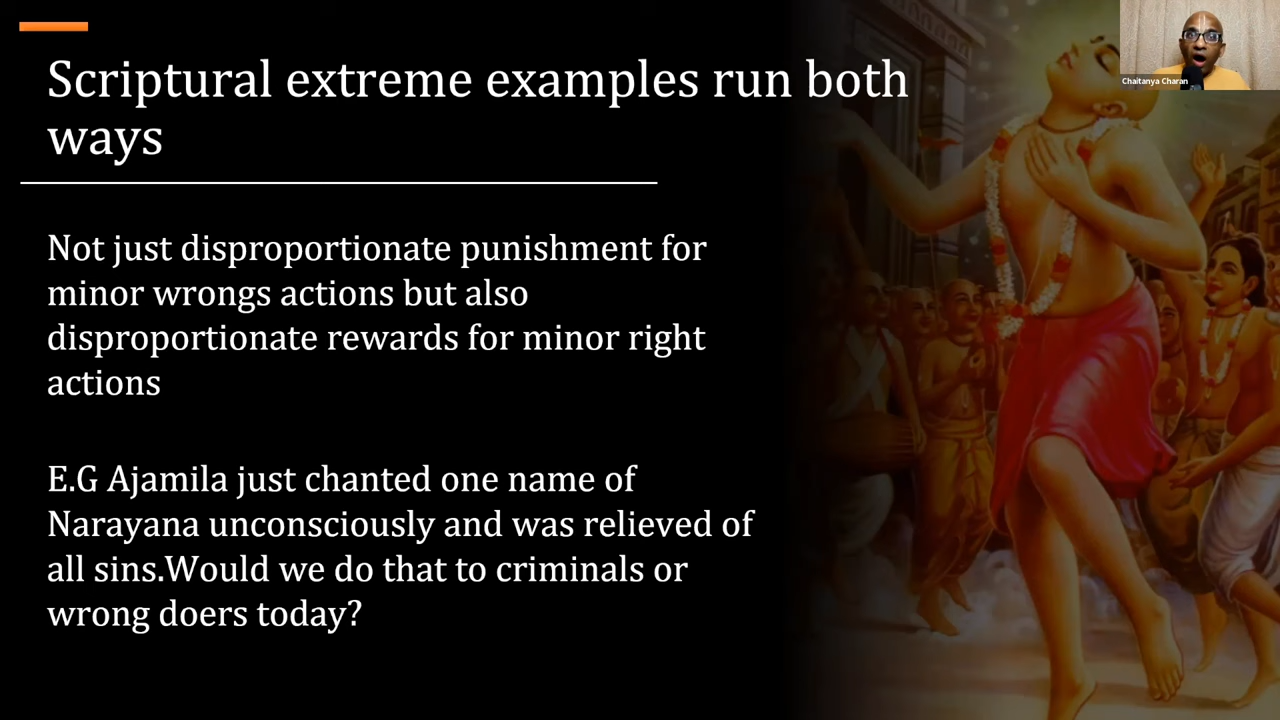 Scriptural extreme examples run both
ways
Not just disproportionate punishment for
minor wrongs actions but also
disproportionate rewards for minor right
actions
E.G Ajamila just chanted one name of
Narayana unconsciously and was relieved of
all sins.Would we do that to criminals or
wrong doers today?
Chaitanya Charan